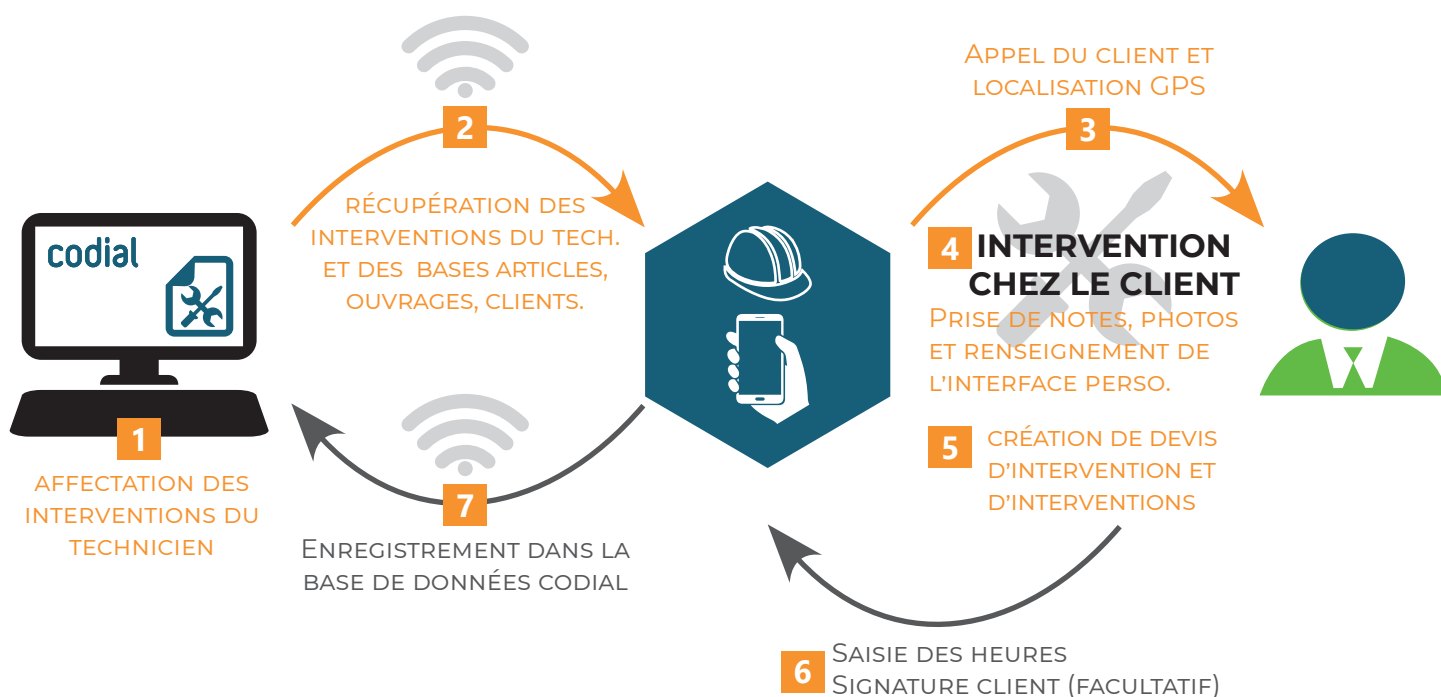 codial
1
AFFECTATION DES
INTERVENTIONS DU
TECHNICIEN
2
RÉCUPÉRATION DES
INTERVENTIONS DU TECH.
ET DES BASES ARTICLES,
OUVRAGES, CLIENTS.
APPEL DU CLIENT ET
LOCALISATION GPS
3
4 INTERVENTION
CHEZ LE CLIENT
PRISE DE NOTES, PHOTOS
ET RENSEIGNEMENT DE
L'INTERFACE PERSO.
5 CRÉATION DE DEVIS
D'INTERVENTION ET
D'INTERVENTIONS
6 SAISIE DES HEURES
SIGNATURE CLIENT (FACULTATIF)
7
ENREGISTREMENT DANS LA
BASE DE DONNÉES CODIAL